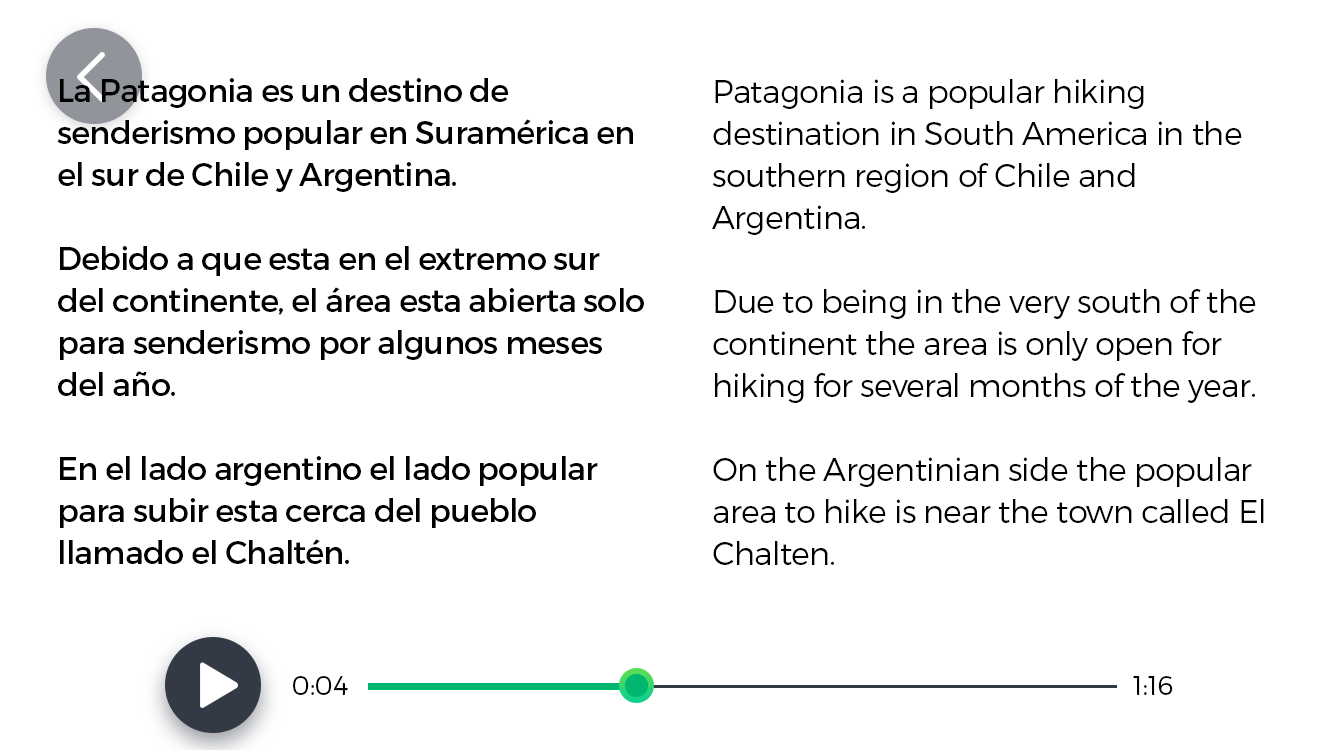 La Patagonia es un destino de
senderismo popular en Suramérica en
el sur de Chile y Argentina.
Debido a que esta en el extremo sur
del continente, el área esta abierta solo
para senderismo por algunos meses
del año.
En el lado argentino el lado popular
para subir esta cerca del pueblo
llamado el Chaltén.
Patagonia is a popular hiking
destination in South America in the
southern region of Chile and
Argentina.
Due to being in the very south of the
continent the area is only open for
hiking for several months of the year.
On the Argentinian side the popular
area to hike is near the town called El
Chalten.
0:04
1:16